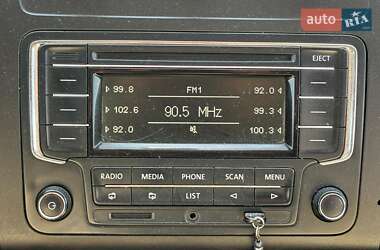 auto RIA
EJECT
99.8 FM1 92.0
102.6 90.5 MHz 99.3
92.0 100.3
RADIO MEDIA PHONE SCAN MENU
LIST